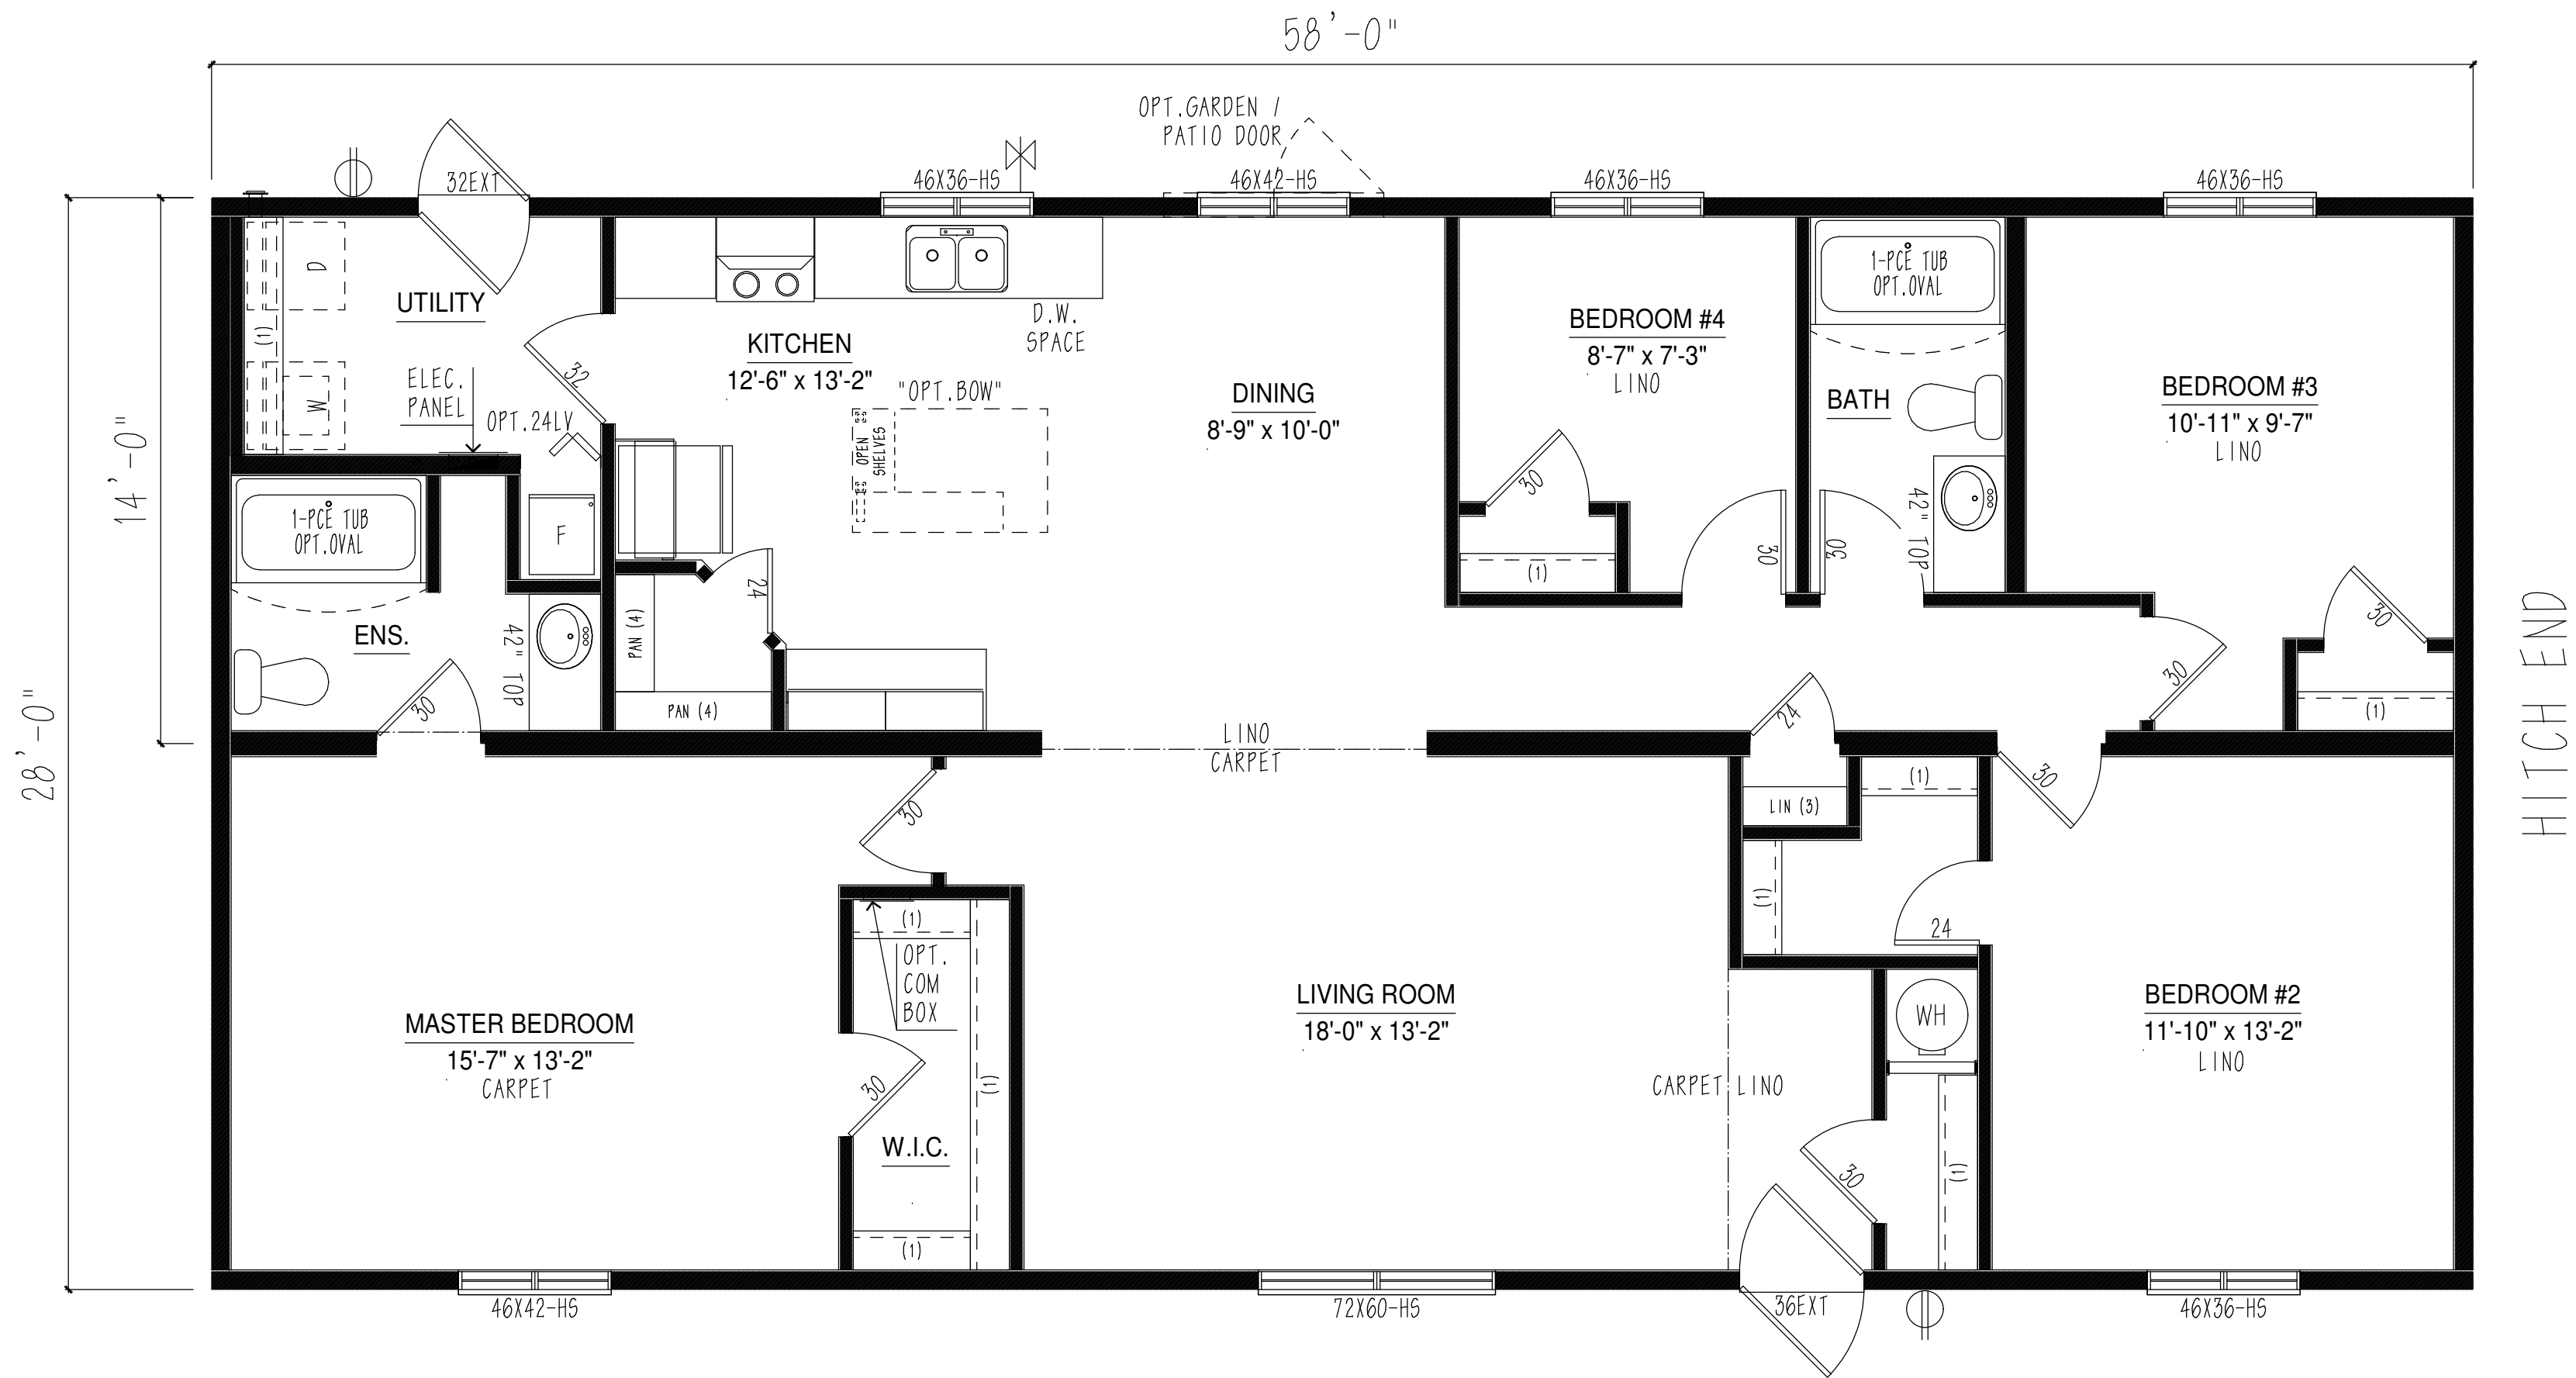 58'-0"
OPT.GARDEN /
PATIO DOOR
32EXT
46X36-HS
46X42-HS
46X36-HS
46X36-HS
D
UTILITY
(1)
W
ELEC.
PANEL
OPT.24LV
32
KITCHEN
12'-6" x 13'-2"
D.W.
SPACE
"OPT.BOW"
OPEN
SHELVES
DINING
8'-9" x 10'-0"
BEDROOM #4
8'-7" x 7'-3"
LINO
30
(1)
30
1-PCE TUB
OPT.OVAL
BATH
42" TOP
30
BEDROOM #3
10'-11" x 9'-7"
LINO
30
30
(1)
14'-0"
28'-0"
HITCH END
1-PCE TUB
OPT.OVAL
F
ENS.
42" TOP
30
24
PAN (4)
PAN (4)
LINO
CARPET
24
LIN (3)
(1)
(1)
24
30
30
(1)
OPT.
COM
BOX
(1)
30
W.I.C.
(1)
MASTER BEDROOM
15'-7" x 13'-2"
CARPET
LIVING ROOM
18'-0" x 13'-2"
CARPET LINO
WH
30
(1)
BEDROOM #2
11'-10" x 13'-2"
LINO
46X42-HS
72X60-HS
36EXT
46X36-HS